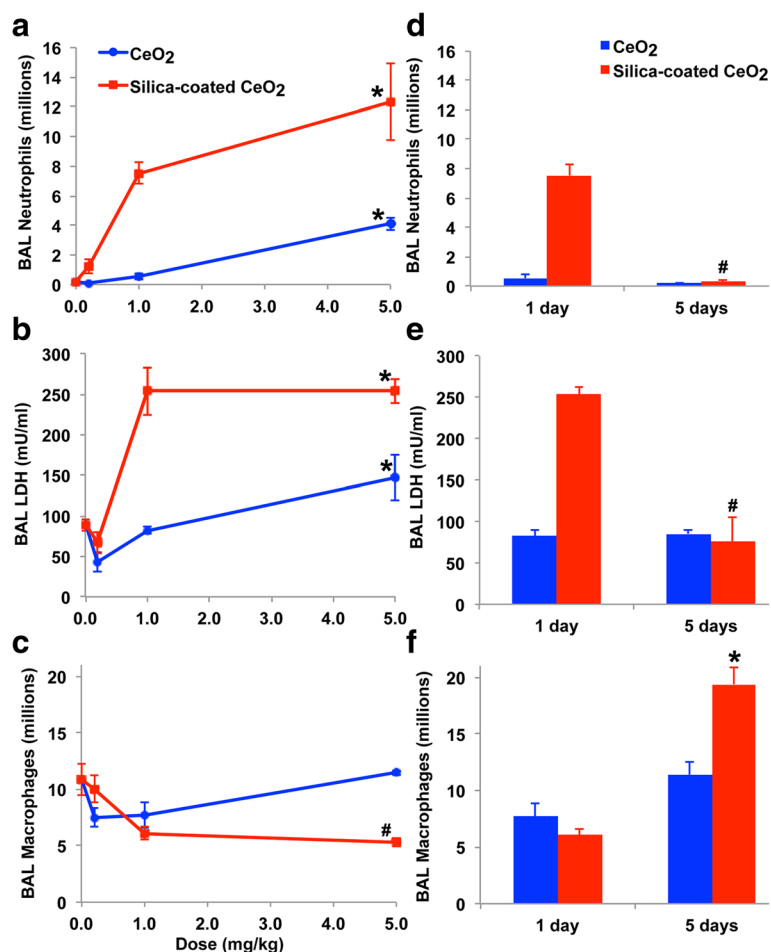 a
CeO2
Silica-coated CeO2
BAL Neutrophils (millions)
16
14
12
10
8
6
4
2
0
*
*
0.0 1.0 2.0 3.0 4.0 5.0
b
BAL LDH (mU/ml)
300
250
200
150
100
50
0
*
*
0.0 1.0 2.0 3.0 4.0 5.0
c
BAL Macrophages (millions)
20
15
10
5
0
#
0.0 1.0 2.0 3.0 4.0 5.0
Dose (mg/kg)
d
CeO2
Silica-coated CeO2
BAL Neutrophils (millions)
16
14
12
10
8
6
4
2
0
#
1 day 5 days
e
BAL LDH (mU/ml)
300
250
200
150
100
50
0
#
1 day 5 days
f
BAL Macrophages (millions)
20
15
10
5
0
*
1 day 5 days